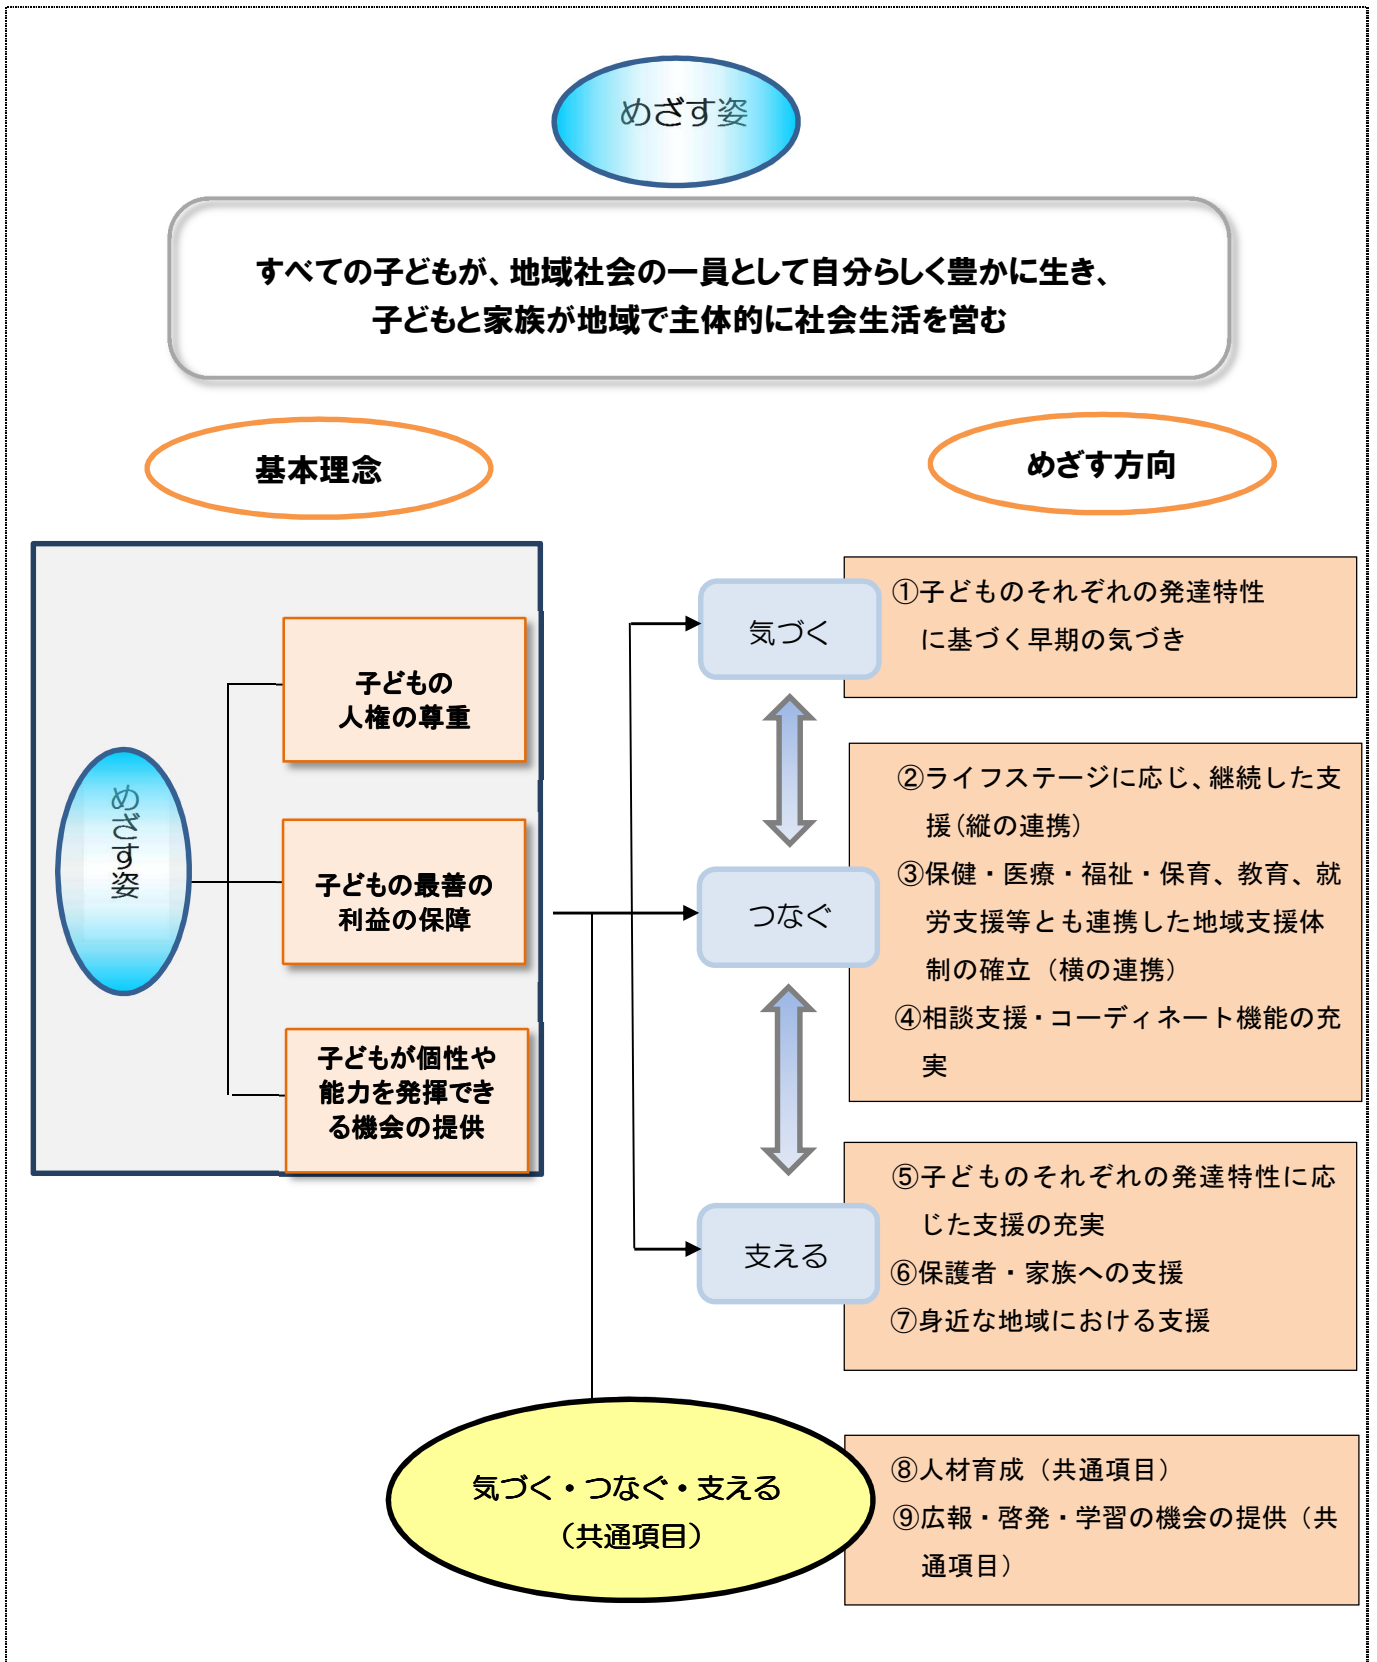 めざす姿
すべての子どもが、地域社会の一員として自分らしく豊かに生き、
子どもと家族が地域で主体的に社会生活を営む
基本理念
めざす方向
めざす姿
子どもの
人権の尊重
子どもの最善の
利益の保障
子どもが個性や
能力を発揮でき
る機会の提供
気づく
①子どものそれぞれの発達特性
に基づく早期の気づき
つなぐ
②ライフステージに応じ、継続した支
援（縦の連携）
③保健・医療・福祉・保育、教育、就
労支援等とも連携した地域支援体
制の確立（横の連携）
④相談支援・コーディネート機能の充
実
支える
⑤子どものそれぞれの発達特性に応
じた支援の充実
⑥保護者・家族への支援
⑦身近な地域における支援
気づく・つなぐ・支える
（共通項目）
⑧人材育成（共通項目）
⑨広報・啓発・学習の機会の提供（共
通項目）